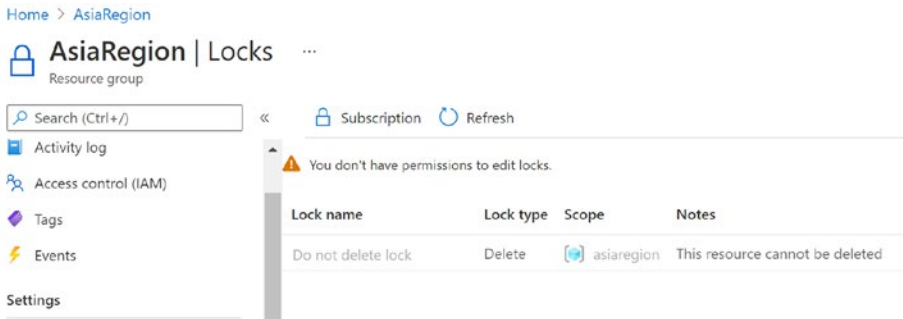 Home > AsiaRegion
AsiaRegion | Locks ...
Resource group
Search (Ctrl+/)
«
Subscription
Refresh
Activity log
Access control (IAM)
Tags
Events
Settings
You don't have permissions to edit locks.
Lock name Lock type Scope Notes
Do not delete lock Delete asiaregion This resource cannot be deleted